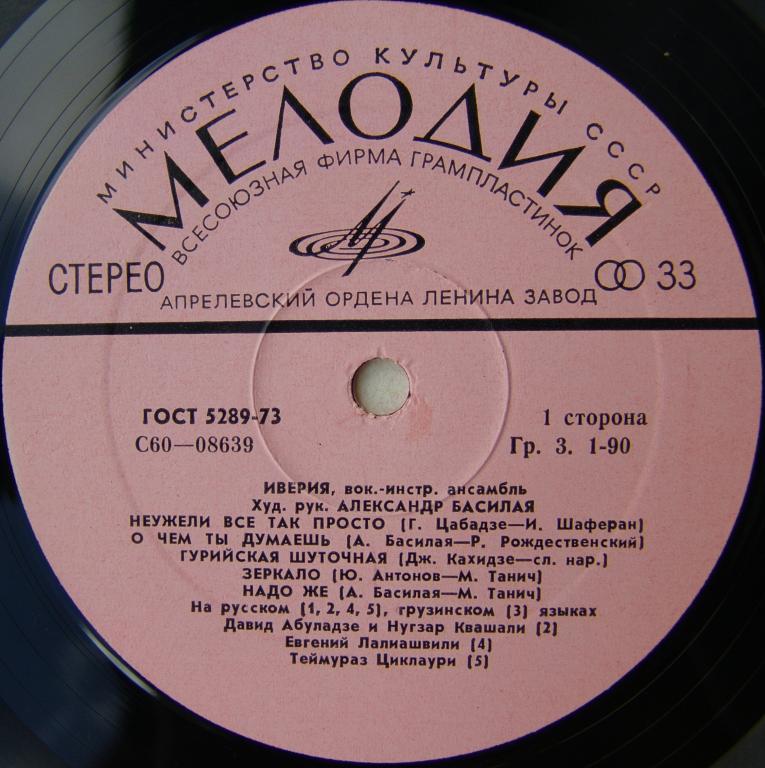 МИНИСТЕРСТВО КУЛЬТУРЫ СССР
МЕЛОДИЯ
ВСЕСОЮЗНАЯ ФИРМА ГРАМПЛАСТИНОК
СТЕРЕО
33
АПРЕЛЕВСКИЙ ОРДЕНА ЛЕНИНА ЗАВОД
ГОСТ 5289-73
1 сторона
С60—08639
Гр. 3. 1-90
ИВЕРИЯ, вок.-инстр. ансамбль
Худ. рук. АЛЕКСАНДР БАСИЛАЯ
НЕУЖЕЛИ ВСЕ ТАК ПРОСТО (Г. Цабадзе—И. Шаферан)
О ЧЕМ ТЫ ДУМАЕШЬ (А. Басилая—Р. Рождественский)
ГУРИЙСКАЯ ШУТОЧНАЯ (Дж. Кахидзе—сл. нар.)
ЗЕРКАЛО (Ю. Антонов—М. Танич)
НАДО ЖЕ (А. Басилая—М. Танич)
На русском (1, 2, 4, 5), грузинском (3) языках
Давид Абуладзе и Нугзар Квашали (2)
Евгений Лалиашвили (4)
Теймураз Циклаури (5)